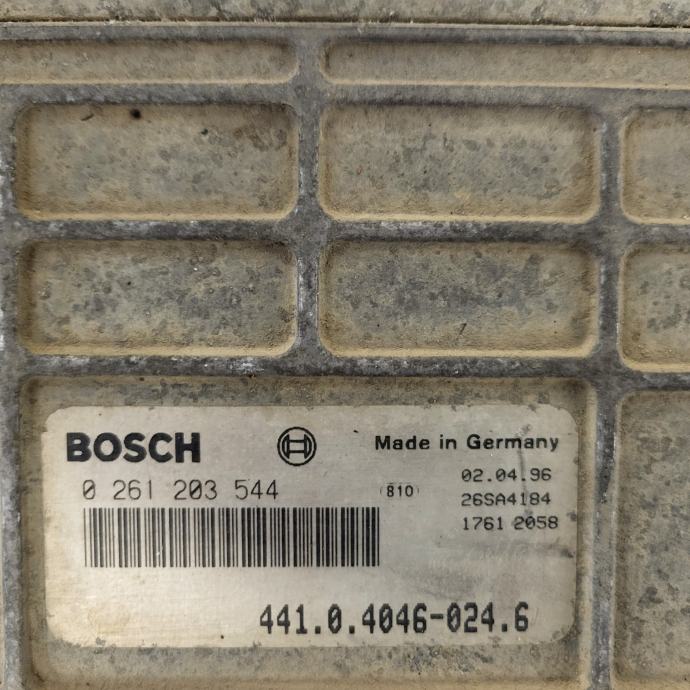 BOSCH
Made in Germany
0 261 203 544
(810)
02.04.96
26SA4184
1761 2058
441.0.4046-024.6